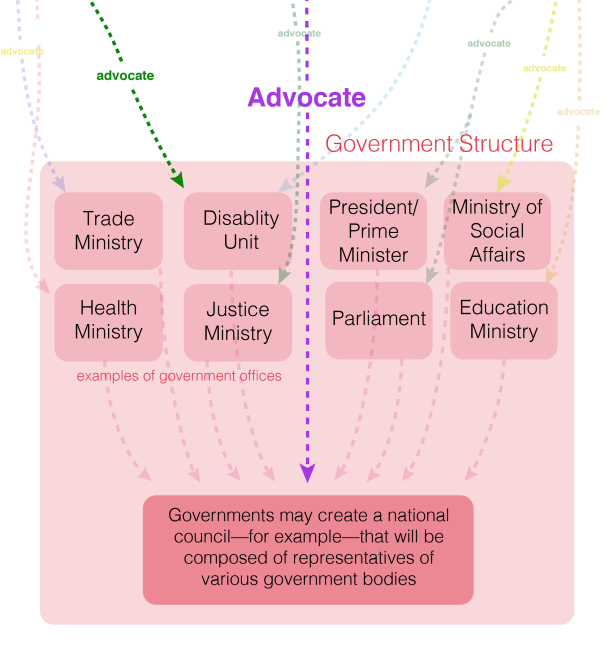 advocate
advocate
advocate
advocate
advocate
Advocate
advocate
Government Structure
Trade
Ministry
Disablity
Unit
President/
Prime
Minister
Ministry of
Social
Affairs
Health
Ministry
Justice
Ministry
Parliament
Education
Ministry
examples of government offices
Governments may create a national
council—for example—that will be
composed of representatives of
various government bodies